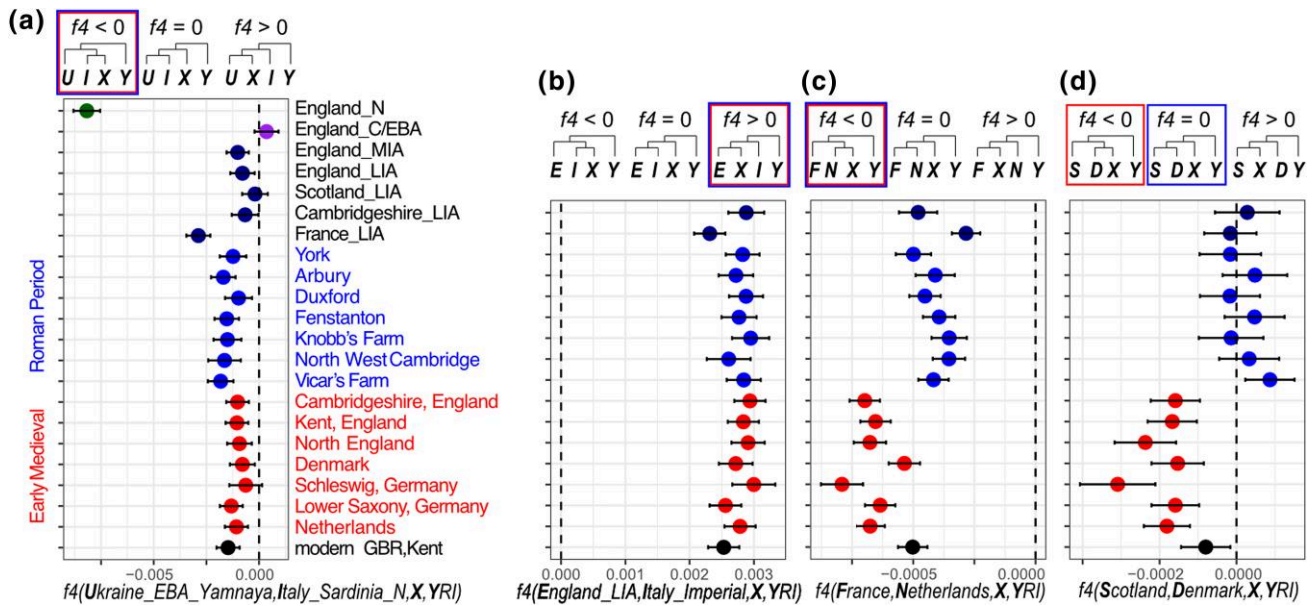 (a)
f4 < 0 f4 = 0 f4 > 0
U I X Y U I X Y U X I Y
England_N
England_C/EBA
England_MIA
England_LIA
Scotland_LIA
Cambridgeshire_LIA
France_LIA
Roman Period
York
Arbury
Duxford
Fenstanton
Knobb's Farm
North West Cambridge
Vicar's Farm
Early Medieval
Cambridgeshire, England
Kent, England
North England
Denmark
Schleswig, Germany
Lower Saxony, Germany
Netherlands
modern GBR,Kent
−0.005 0.000
f4(Ukraine_EBA_Yamnaya,Italy_Sardinia_N,X,YRI)
(b)
f4 < 0 f4 = 0 f4 > 0
E I X Y E I X Y E X I Y
0.000 0.001 0.002 0.003
f4(England_LIA,Italy_Imperial,X,YRI)
(c)
f4 < 0 f4 = 0 f4 > 0
F N X Y F N X Y F X N Y
−0.0005 0.0000
f4(France,Netherlands,X,YRI)
(d)
f4 < 0 f4 = 0 f4 > 0
S D X Y S D X Y S X D Y
−0.0002 0.0000
f4(Scotland,Denmark,X,YRI)